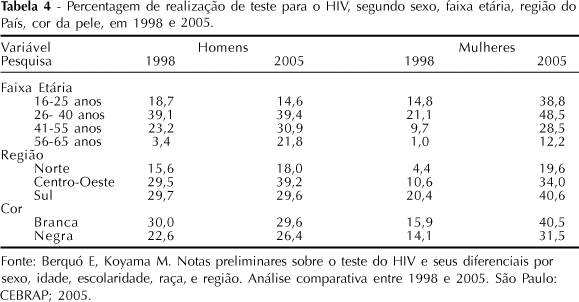 Tabela 4 - Percentagem de realização de teste para o HIV, segundo sexo, faixa etária, região do
País, cor da pele, em 1998 e 2005.
Variável Homens Mulheres
Pesquisa 1998 2005 1998 2005
Faixa Etária
16-25 anos 18,7 14,6 14,8 38,8
26- 40 anos 39,1 39,4 21,1 48,5
41-55 anos 23,2 30,9 9,7 28,5
56-65 anos 3,4 21,8 1,0 12,2
Região
Norte 15,6 18,0 4,4 19,6
Centro-Oeste 29,5 39,2 10,6 34,0
Sul 29,7 29,6 20,4 40,6
Cor
Branca 30,0 29,6 15,9 40,5
Negra 22,6 26,4 14,1 31,5
Fonte: Berquó E, Koyama M. Notas preliminares sobre o teste do HIV e seus diferenciais por
sexo, idade, escolaridade, raça, e região. Análise comparativa entre 1998 e 2005. São Paulo:
CEBRAP; 2005.